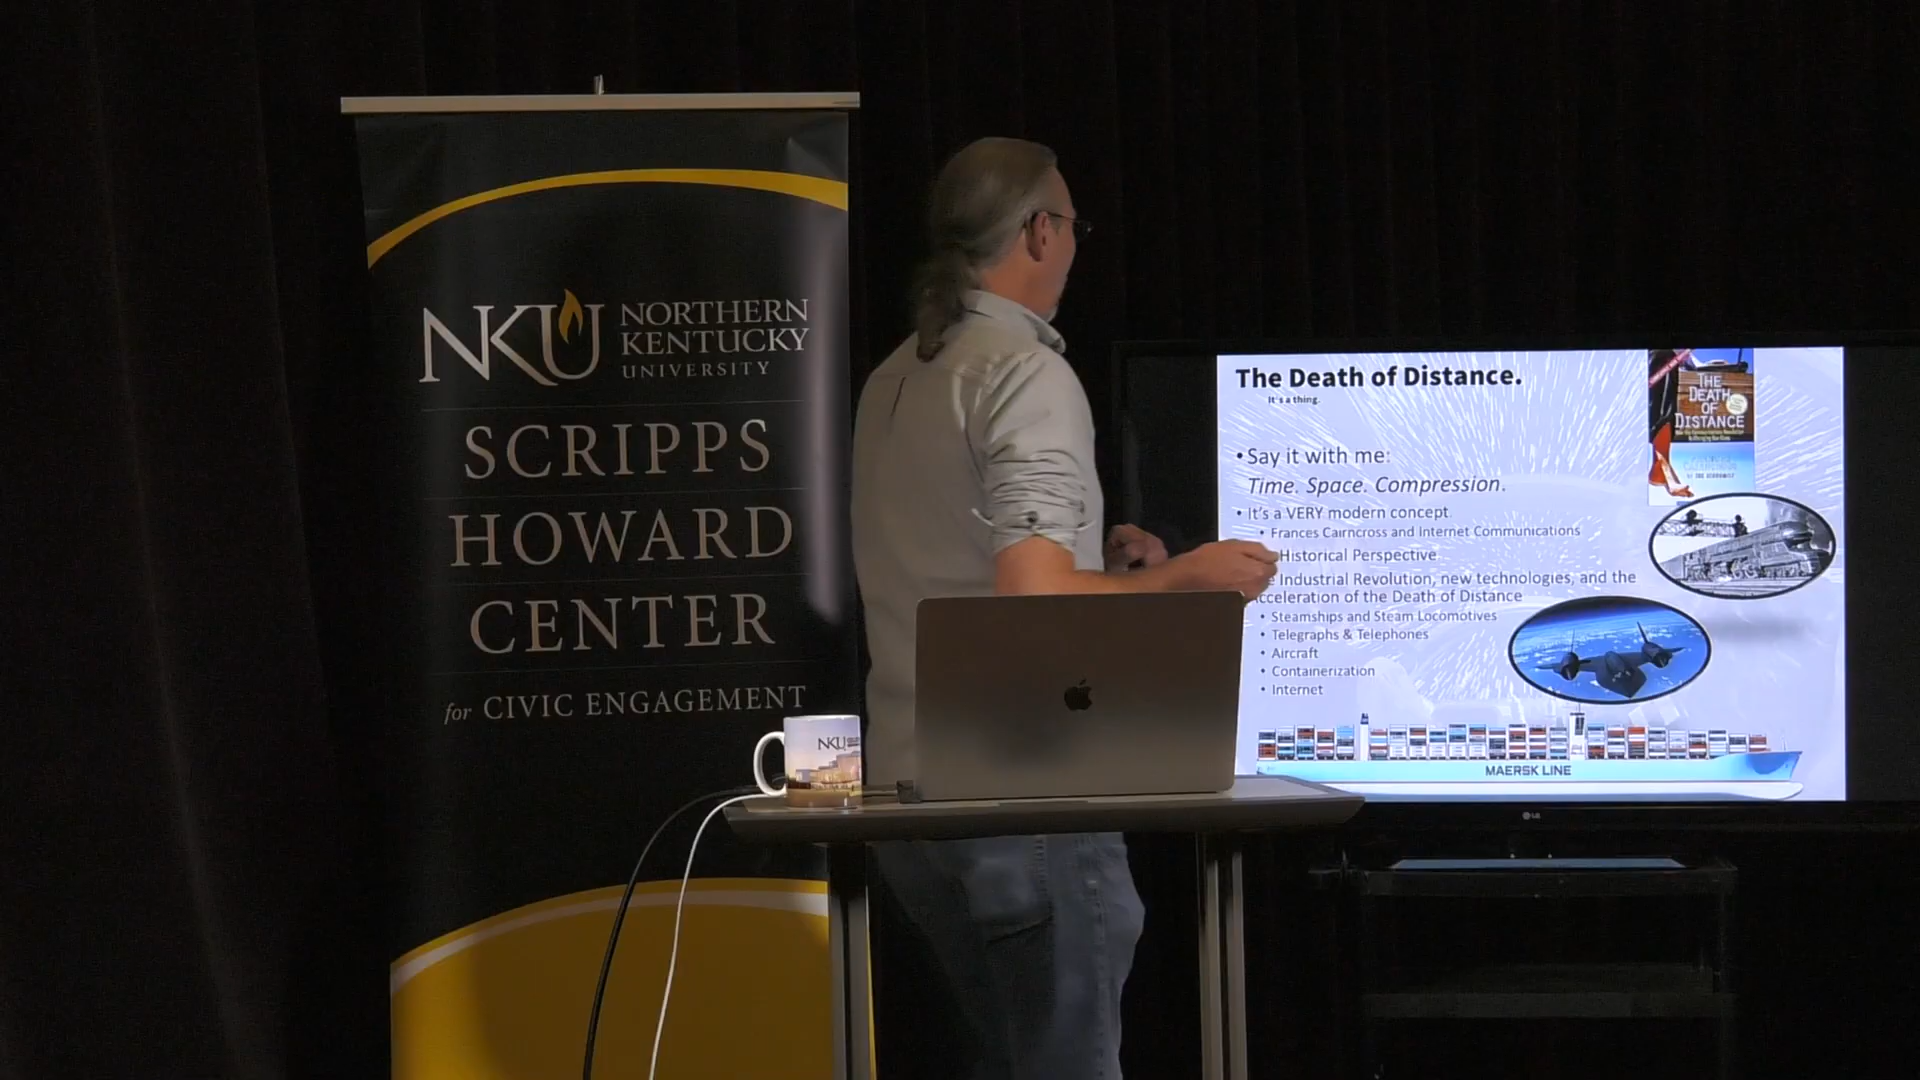 NKU NORTHERN
KENTUCKY
UNIVERSITY
SCRIPPS
HOWARD
CENTER
for CIVIC ENGAGEMENT
NKU
The Death of Distance.
It's a thing.
• Say it with me:
Time. Space. Compression.
• It's a VERY modern concept.
• Frances Cairncross and Internet Communications
Historical Perspective
Industrial Revolution, new technologies, and the
Acceleration of the Death of Distance
• Steamships and Steam Locomotives
• Telegraphs & Telephones
• Aircraft
• Containerization
• Internet
THE
DEATH
OF
DISTANCE
MAERSK LINE
LG